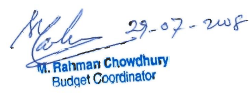 29-07-2008
M. Rahman Chowdhury
Budget Coordinator